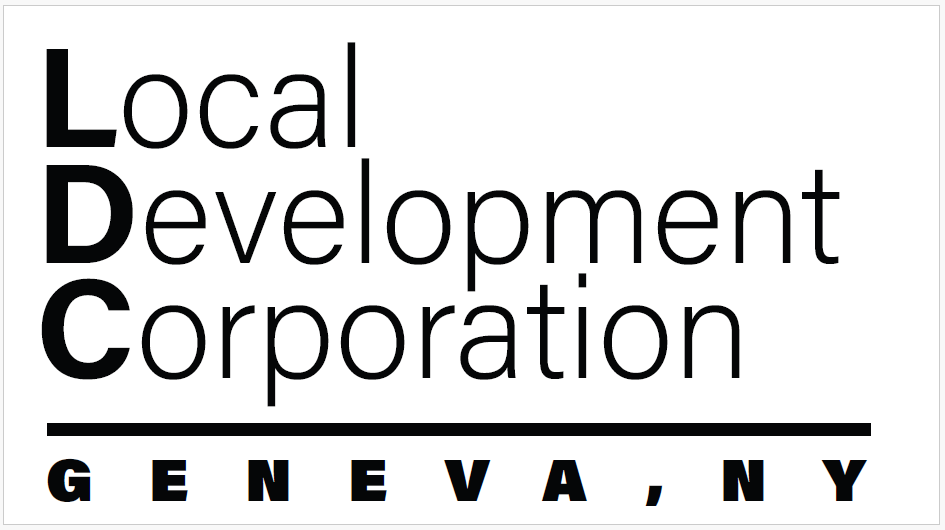 Local
Development
Corporation
GENEVA, NY